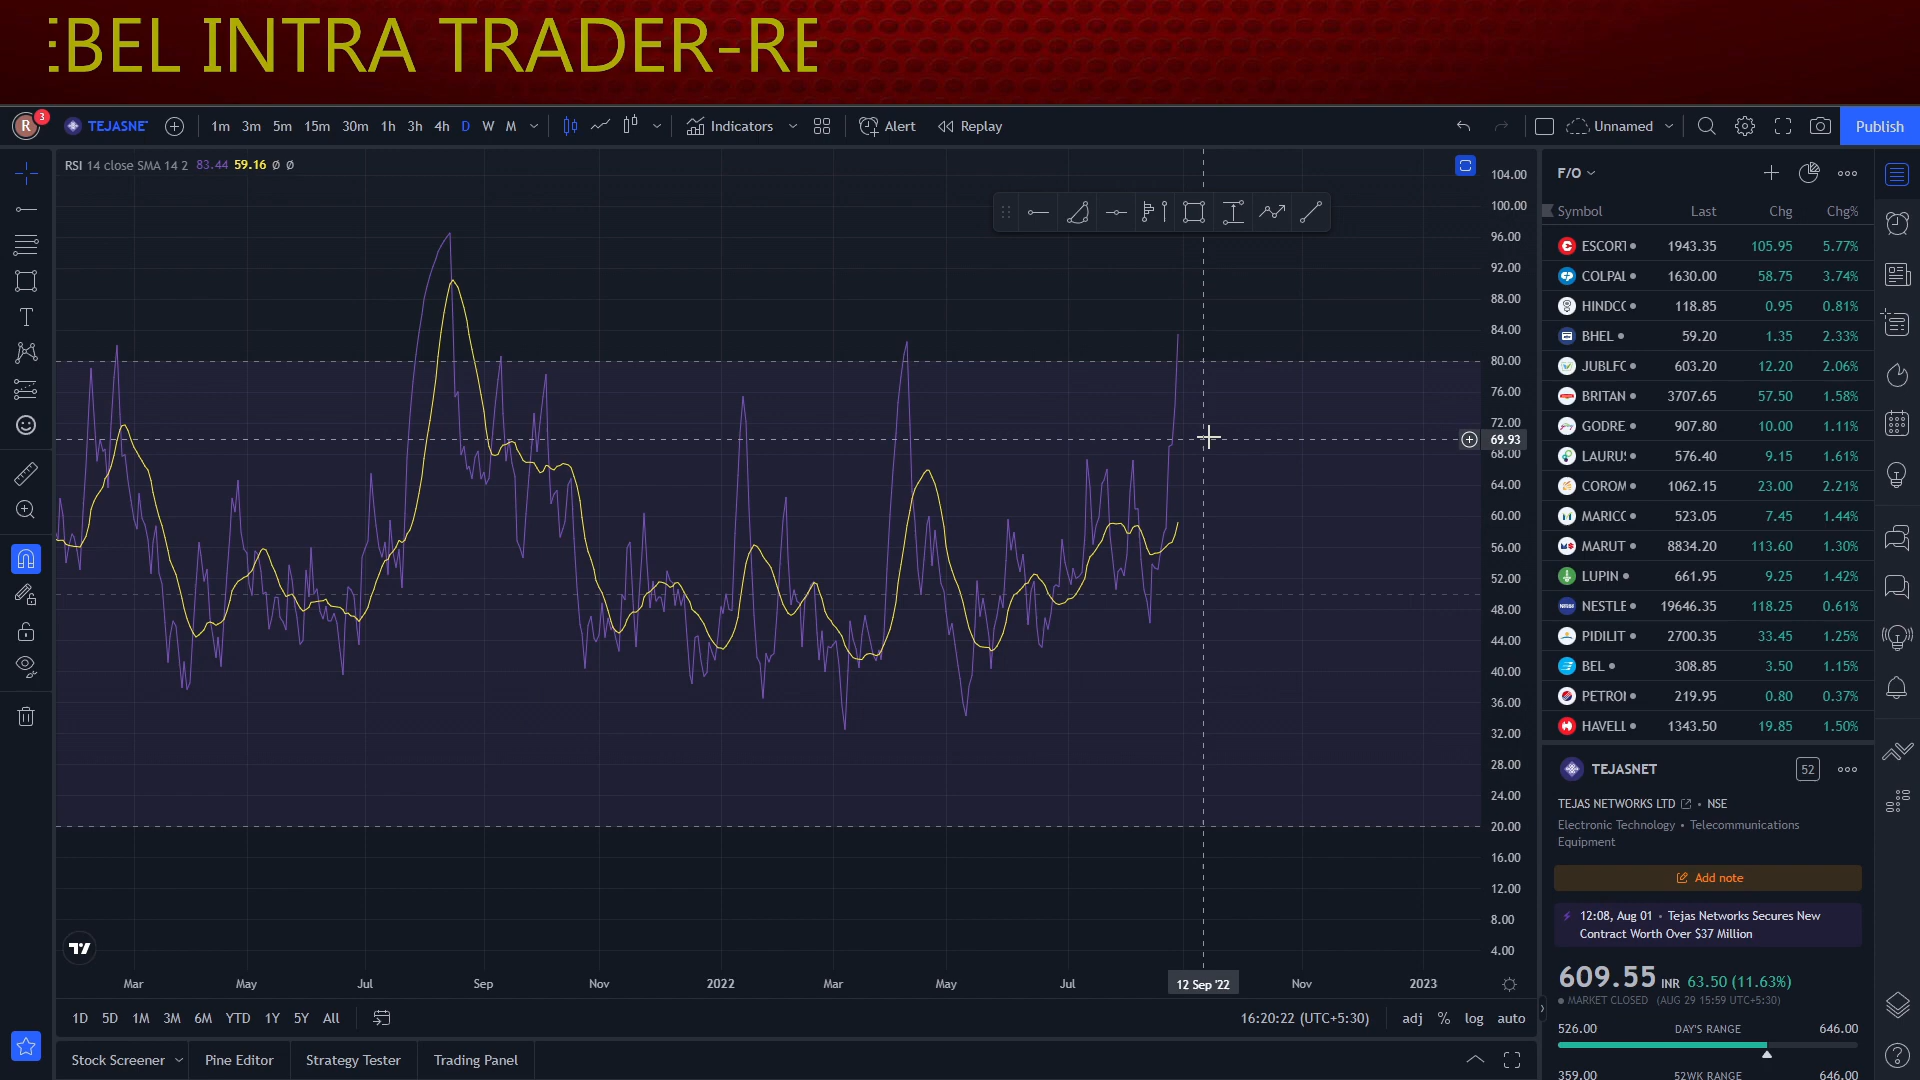 BEL INTRA TRADER-RE
R 3 TEJASNE 1m 3m 5m 15m 30m 1h 3h 4h D W M Indicators Alert Replay Unnamed Publish
RSI 14 close SMA 14 2 83.44 59.16 ∅ ∅
104.00
100.00
96.00
92.00
88.00
84.00
80.00
76.00
72.00
69.93
68.00
64.00
60.00
56.00
52.00
48.00
44.00
40.00
36.00
32.00
28.00
24.00
20.00
16.00
12.00
8.00
4.00
Mar May Jul Sep Nov 2022 Mar May Jul 12 Sep '22 Nov 2023
1D 5D 1M 3M 6M YTD 1Y 5Y All 16:20:22 (UTC+5:30) adj % log auto
Stock Screener Pine Editor Strategy Tester Trading Panel
F/O
Symbol Last Chg Chg%
ESCORT 1943.35 105.95 5.77%
COLPAL 1630.00 58.75 3.74%
HINDCO 118.85 0.95 0.81%
BHEL 59.20 1.35 2.33%
JUBLFO 603.20 12.20 2.06%
BRITAN 3707.65 57.50 1.58%
GODRE 907.80 10.00 1.11%
LAURUS 576.40 9.15 1.61%
COROM 1062.15 23.00 2.21%
MARICO 523.05 7.45 1.44%
MARUT 8834.20 113.60 1.30%
LUPIN 661.95 9.25 1.42%
NESTLE 19646.35 118.25 0.61%
PIDILIT 2700.35 33.45 1.25%
BEL 308.85 3.50 1.15%
PETRON 219.95 0.80 0.37%
HAVELL 1343.50 19.85 1.50%
TEJASNET 52
TEJAS NETWORKS LTD • NSE
Electronic Technology • Telecommunications
Equipment
Add note
12:08, Aug 01 • Tejas Networks Secures New
Contract Worth Over $37 Million
609.55 INR 63.50 (11.63%)
MARKET CLOSED (AUG 29 15:59 UTC+5:30)
526.00 DAY'S RANGE 646.00
359.00 52WK RANGE 646.00